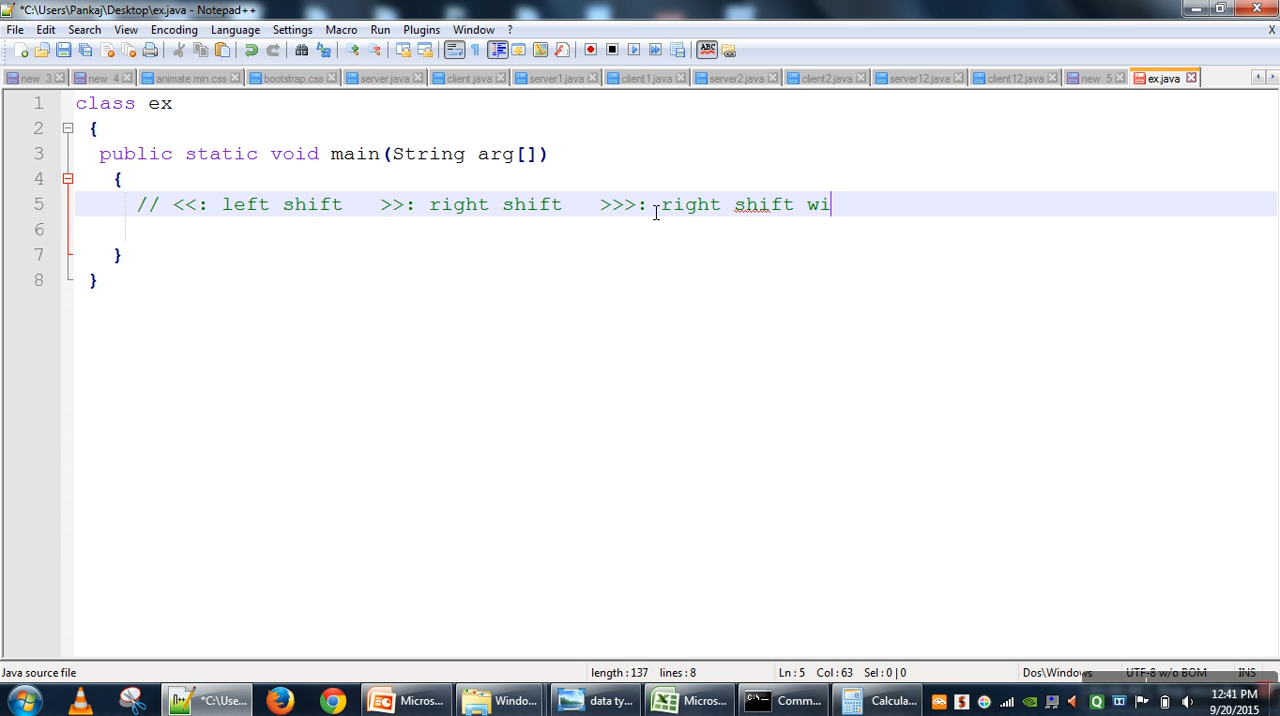 *C:\Users\Pankaj\Desktop\ex.java - Notepad++
File Edit Search View Encoding Language Settings Macro Run Plugins Window ? X
new 3 new 4 animate.min.css bootstrap.css server.java client.java server1.java client1.java server2.java client2.java server12.java client12.java new 5 ex.java
1 class ex
2 {
3 public static void main(String arg[])
4 {
5 // <<: left shift >>: right shift >>>: right shift wi
6
7 }
8 }
Java source file length : 137 lines : 8 Ln : 5 Col : 63 Sel : 0 | 0 Dos\Windows UTF-8 w/o BOM INS
*C:\Use... Micros... Windo... data ty... Micros... Comm... Calcula... 12:41 PM
9/20/2015